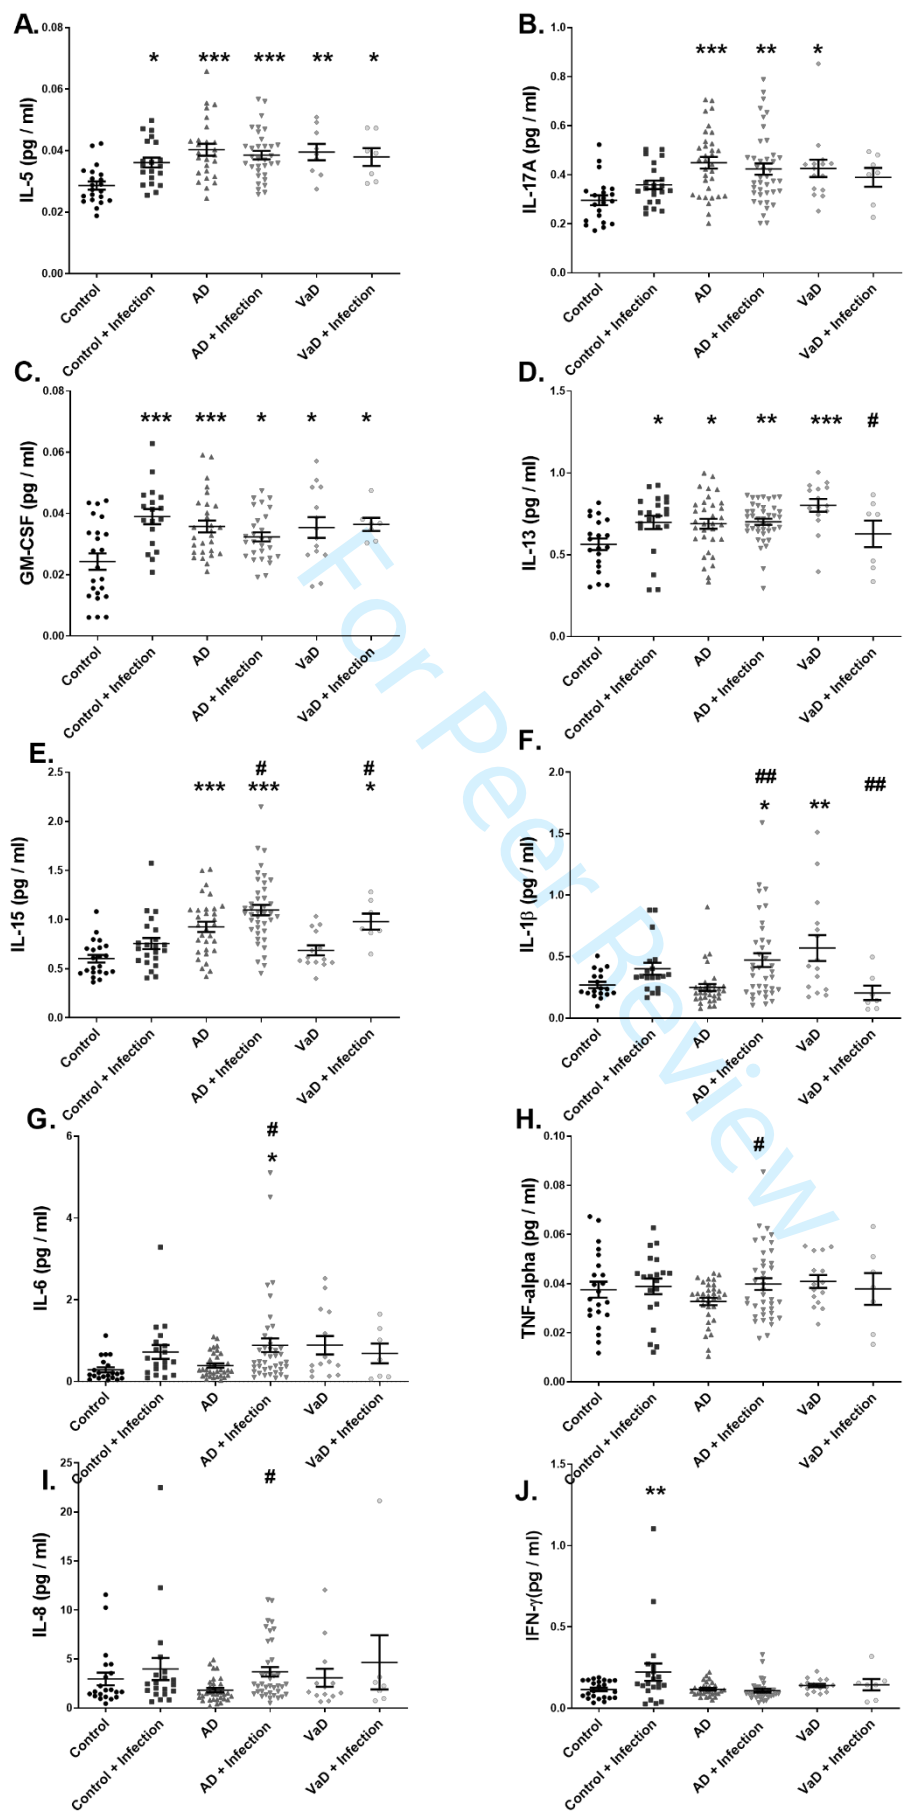 A.
IL-5 (pg / ml)
0.08
0.06
0.04
0.02
0.00
* *** *** ** *
Control
Control + Infection
AD
AD + Infection
VaD
VaD + Infection
B.
IL-17A (pg / ml)
1.0
0.8
0.6
0.4
0.2
0.0
*** ** *
Control
Control + Infection
AD
AD + Infection
VaD
VaD + Infection
C.
GM-CSF (pg / ml)
0.08
0.06
0.04
0.02
0.00
*** *** * * *
Control
Control + Infection
AD
AD + Infection
VaD
VaD + Infection
D.
IL-13 (pg / ml)
1.5
1.0
0.5
0.0
* * ** *** #
Control
Control + Infection
AD
AD + Infection
VaD
VaD + Infection
E.
IL-15 (pg / ml)
2.5
2.0
1.5
1.0
0.5
0.0
# #
*** *** *
Control
Control + Infection
AD
AD + Infection
VaD
VaD + Infection
F.
IL-1β (pg / ml)
2.0
1.5
1.0
0.5
0.0
## ##
* **
Control
Control + Infection
AD
AD + Infection
VaD
VaD + Infection
G.
IL-6 (pg / ml)
6
4
2
0
#
*
Control
Control + Infection
AD
AD + Infection
VaD
VaD + Infection
H.
TNF-alpha (pg / ml)
0.10
0.08
0.06
0.04
0.02
0.00
#
Control
Control + Infection
AD
AD + Infection
VaD
VaD + Infection
I.
IL-8 (pg / ml)
25
20
15
10
5
0
#
Control
Control + Infection
AD
AD + Infection
VaD
VaD + Infection
J.
IFN-γ(pg / ml)
1.5
1.0
0.5
0.0
**
Control
Control + Infection
AD
AD + Infection
VaD
VaD + Infection
For Peer Review